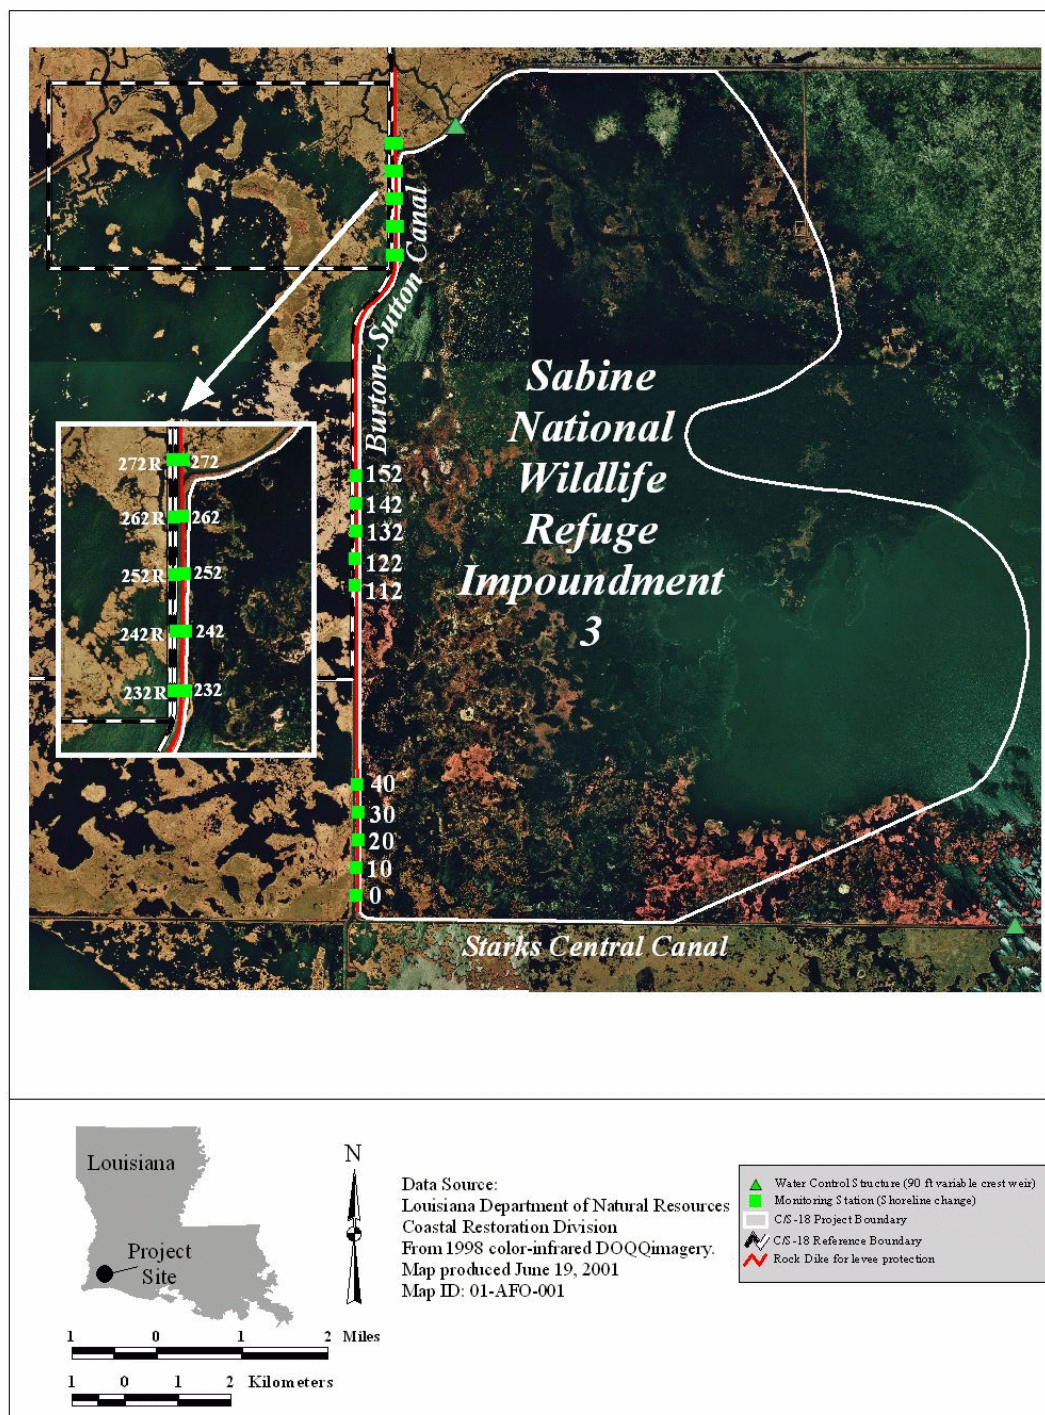 Burton-Sutton Canal
Sabine
National
Wildlife
Refuge
Impoundment
3
272R 272
262R 262
252R 252
242R 242
232R 232
152
142
132
122
112
40
30
20
10
0
Starks Central Canal
Louisiana
Project
Site
N
Data Source:
Louisiana Department of Natural Resources
Coastal Restoration Division
From 1998 color-infrared DOQQimagery.
Map produced June 19, 2001
Map ID: 01-AFO-001
Water Control Structure (90 ft variable crest weir)
Monitoring Station (Shoreline change)
C/S-18 Project Boundary
C/S-18 Reference Boundary
Rock Dike for levee protection
1 0 1 2 Miles
1 0 1 2 Kilometers